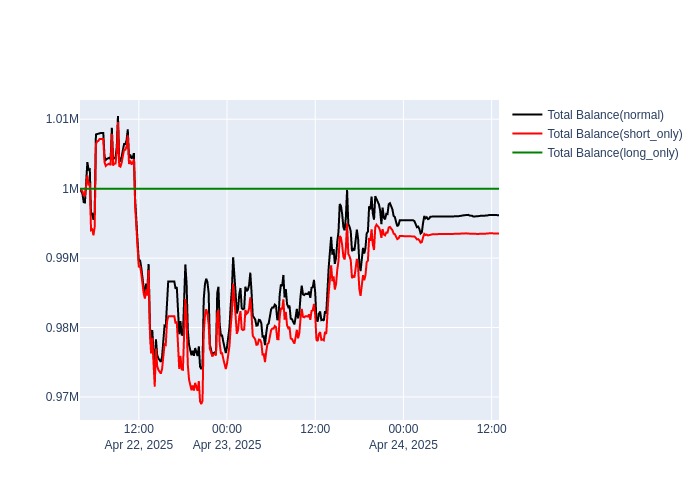 Total Balance(normal)
Total Balance(short_only)
Total Balance(long_only)
1.01M
1M
0.99M
0.98M
0.97M
12:00 00:00 12:00 00:00 12:00
Apr 22, 2025 Apr 23, 2025 Apr 24, 2025